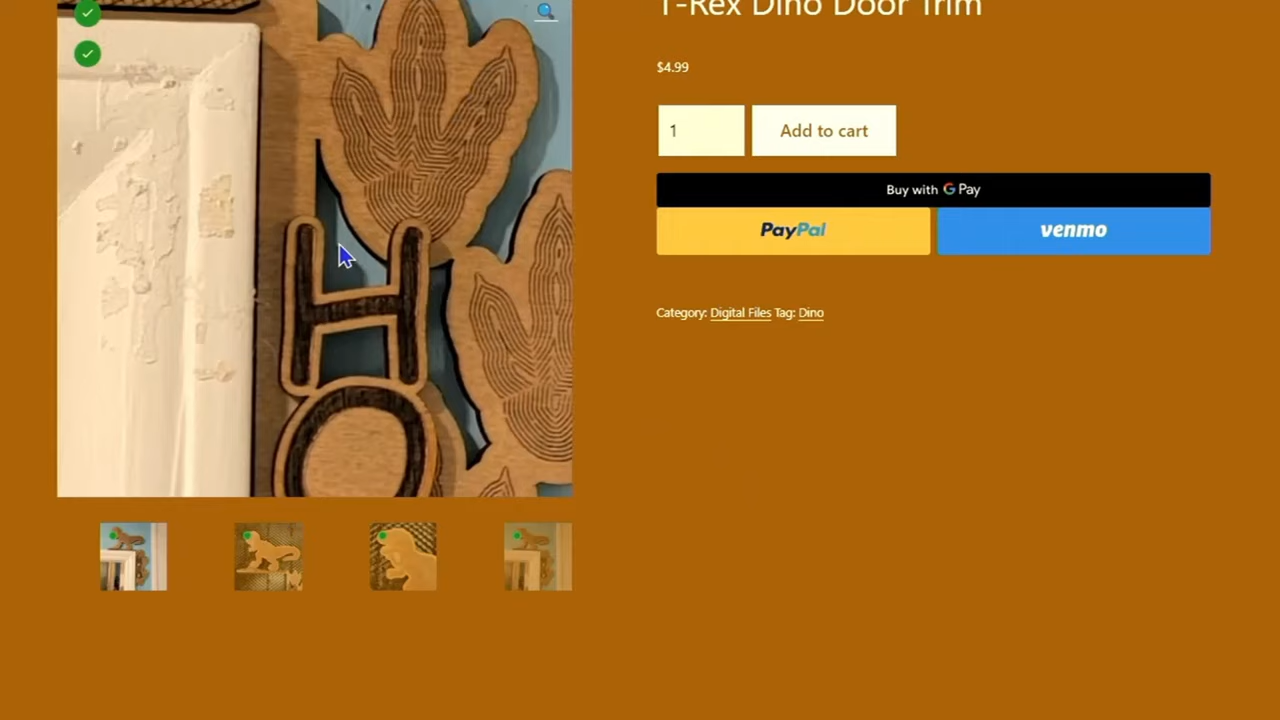 T-Rex Dino Door Trim
$4.99
1
Add to cart
Buy with G Pay
PayPal
venmo
Category: Digital Files Tag: Dino
H
O